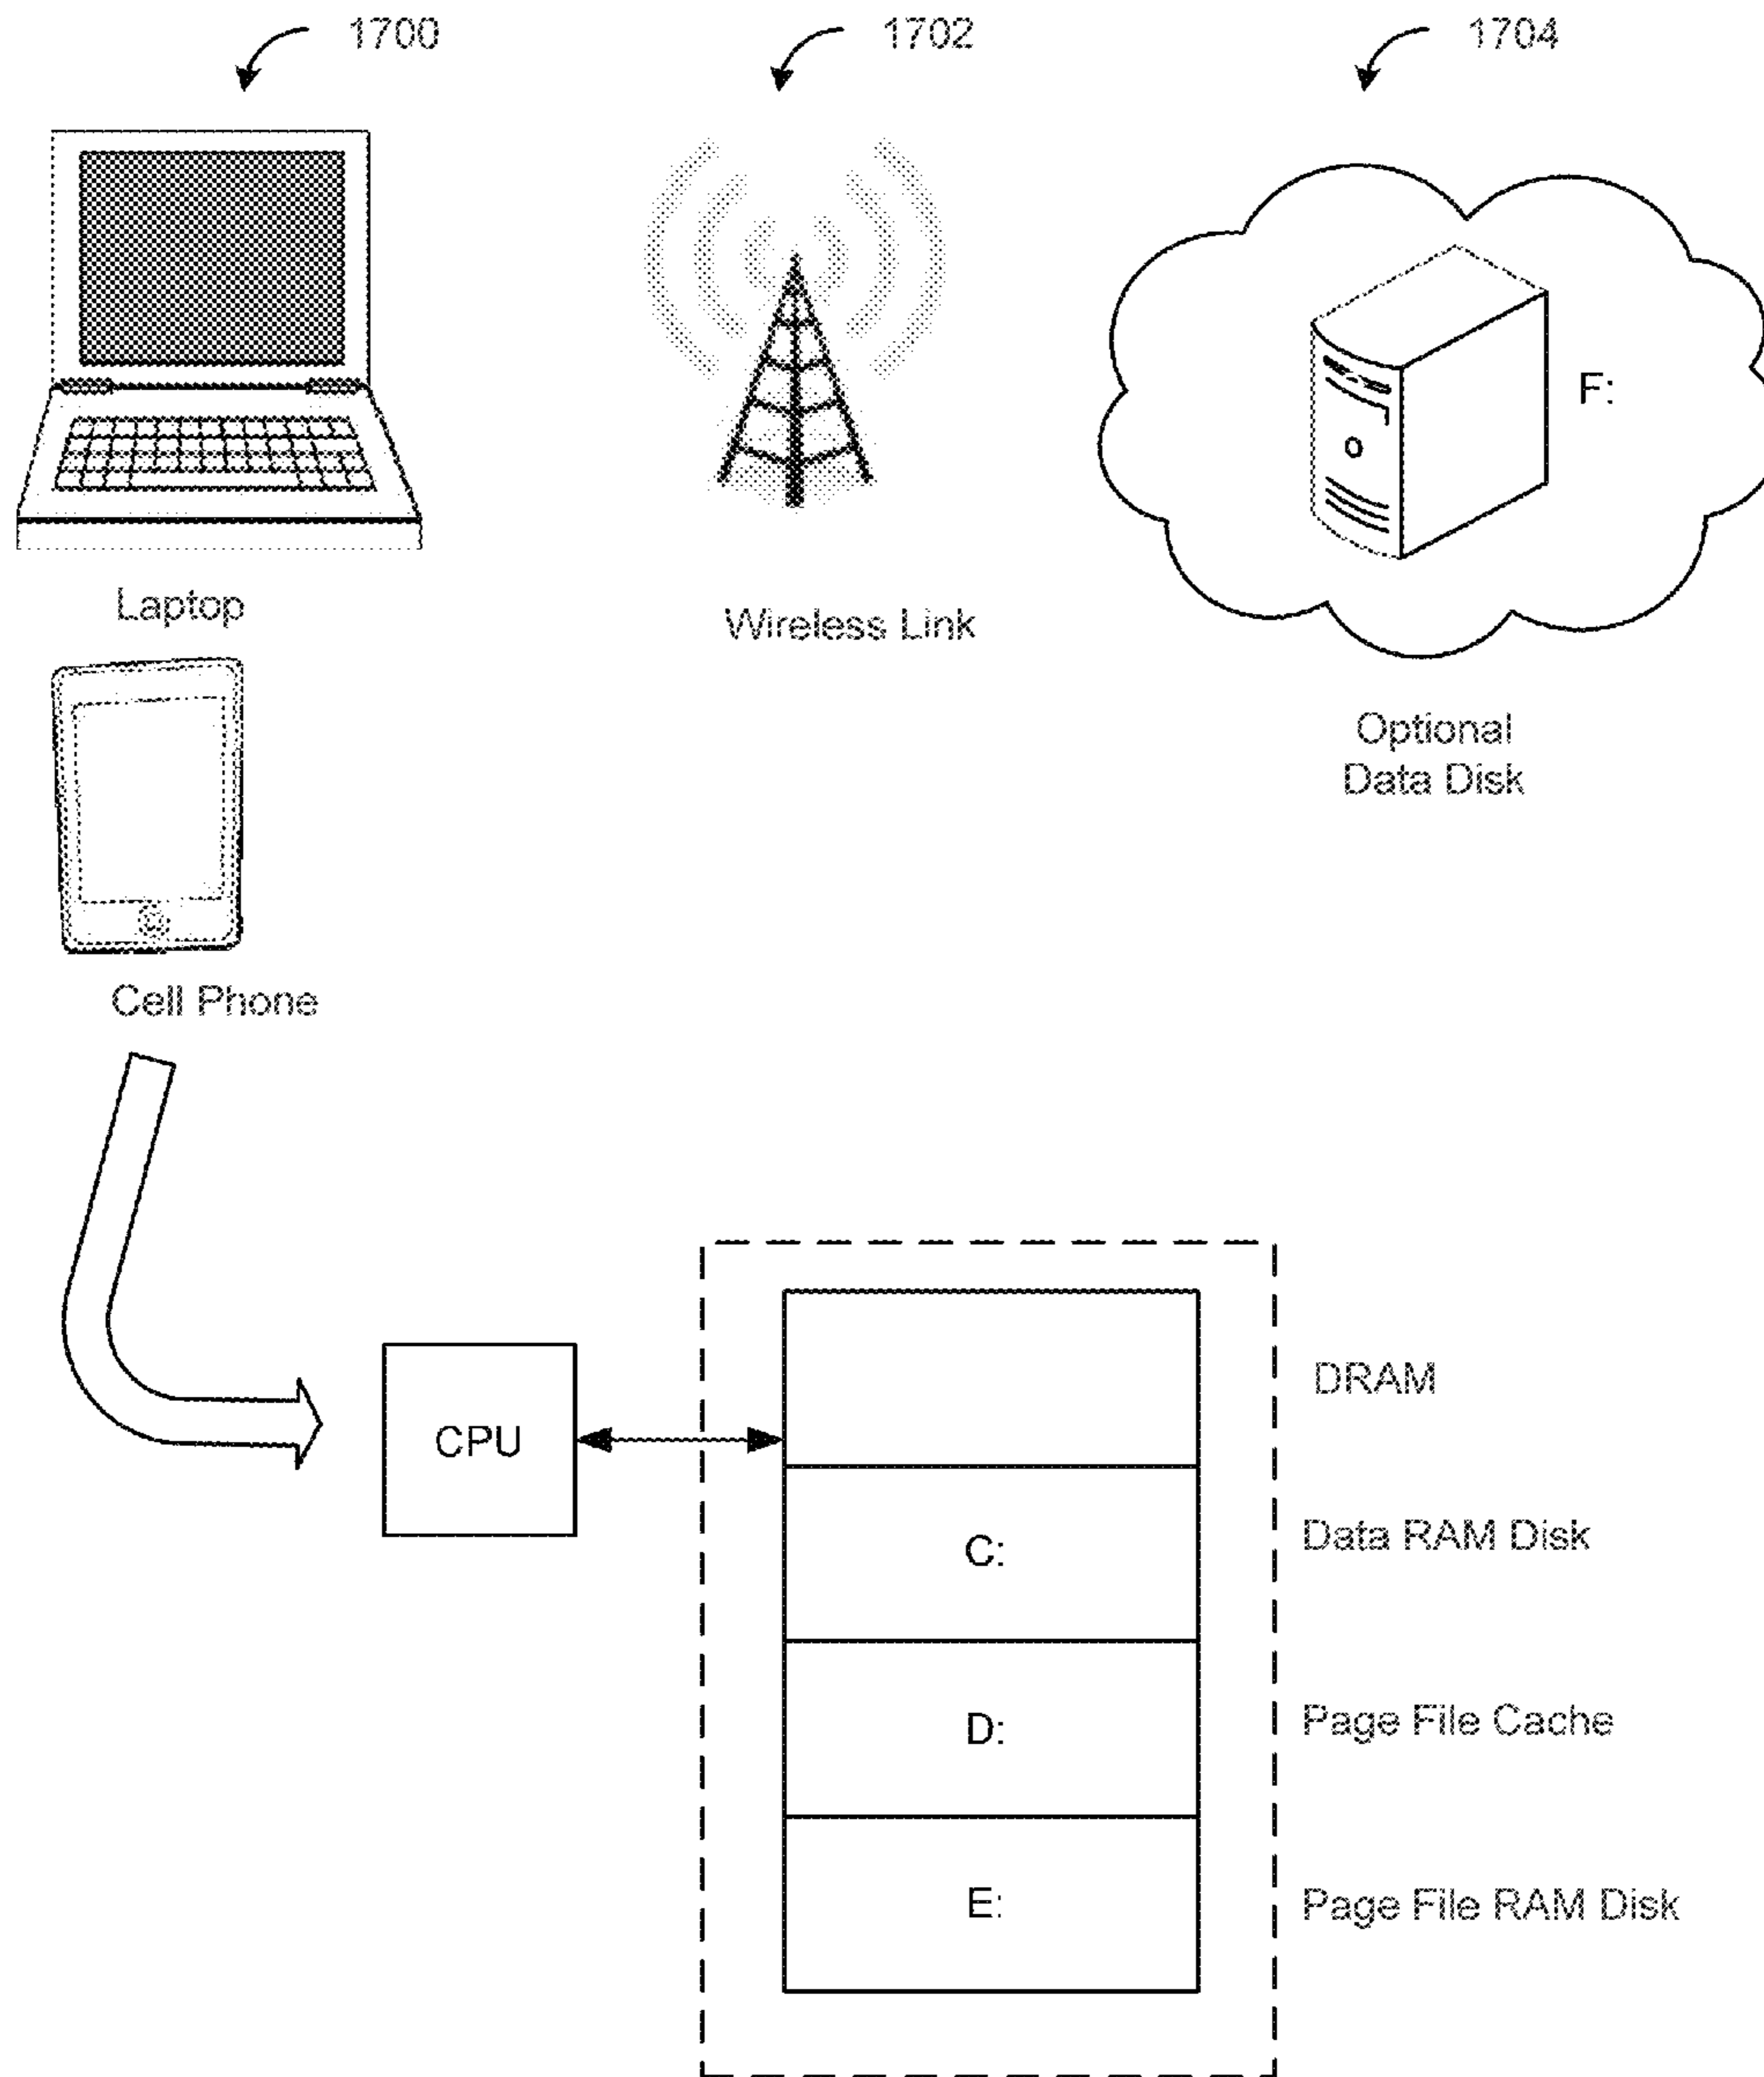 1700
1702
1704
F:
Laptop
Wireless Link
Optional
Data Disk
Cell Phone
CPU
DRAM
C:
Data RAM Disk
D:
Page File Cache
E:
Page File RAM Disk